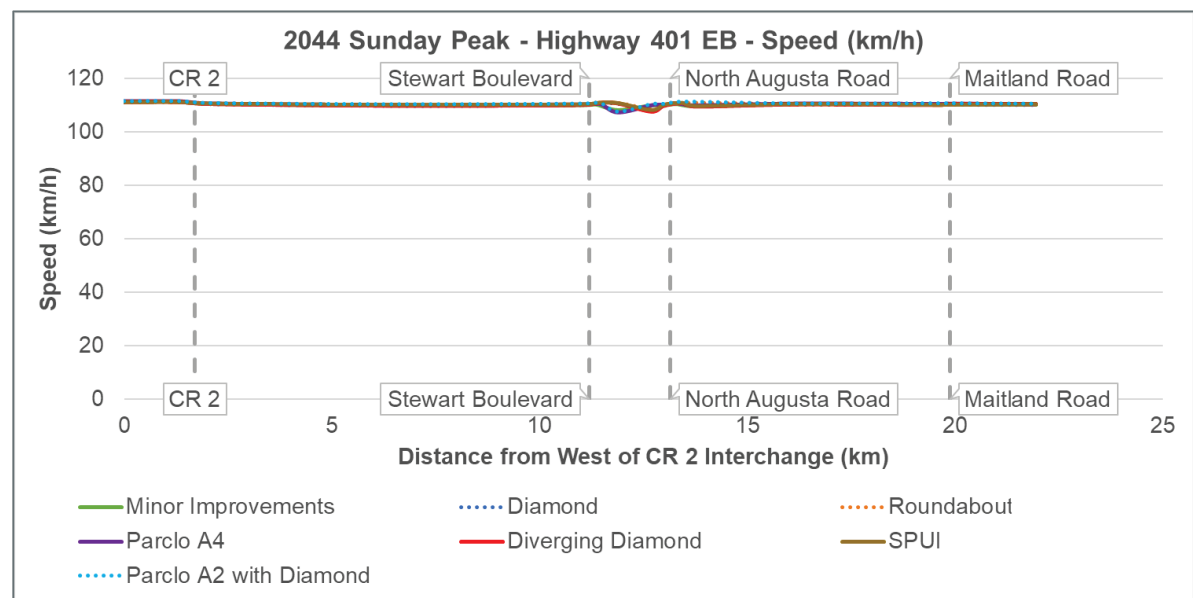 2044 Sunday Peak - Highway 401 EB - Speed (km/h)
120
CR 2
Stewart Boulevard
North Augusta Road
Maitland Road
100
80
60
40
20
0
Speed (km/h)
CR 2
Stewart Boulevard
North Augusta Road
Maitland Road
0
5
10
15
20
25
Distance from West of CR 2 Interchange (km)
Minor Improvements
Diamond
Roundabout
Parclo A4
Diverging Diamond
SPUI
Parclo A2 with Diamond